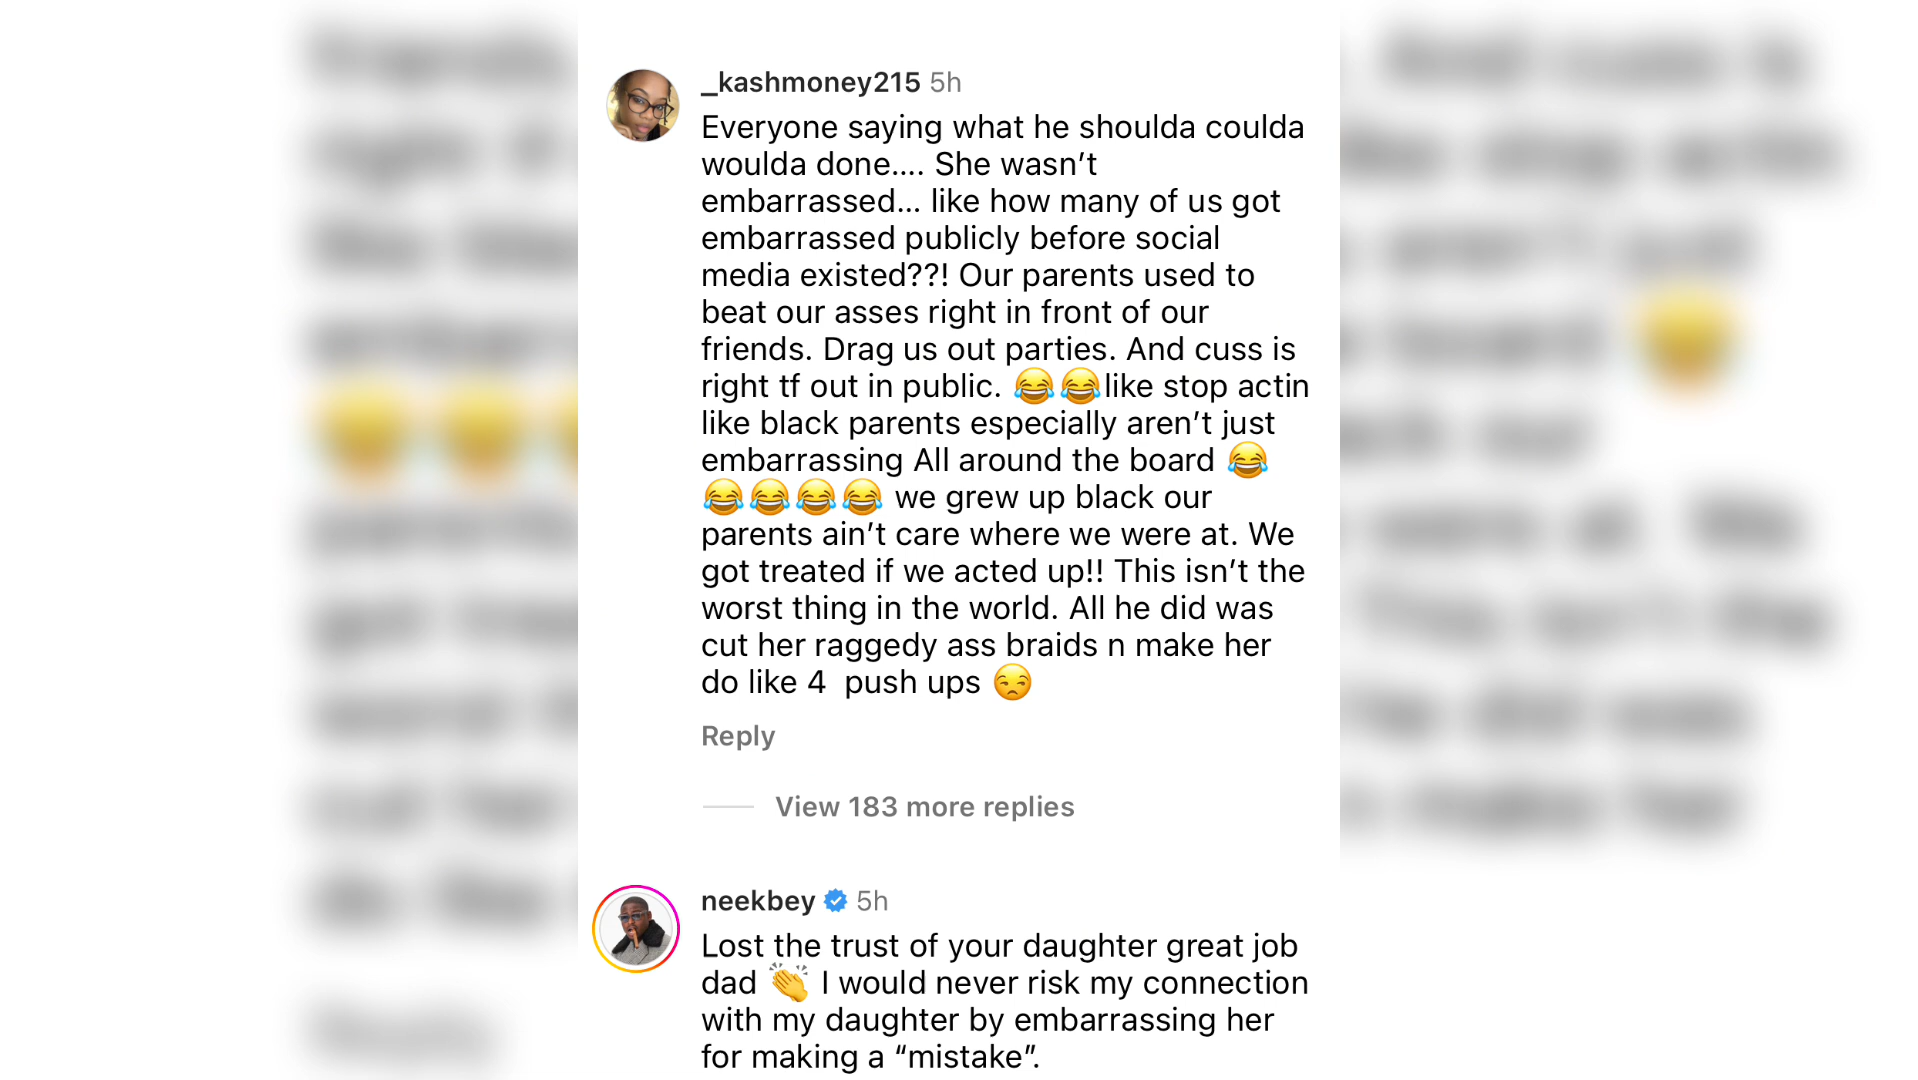 _kashmoney215 5h
Everyone saying what he shoulda coulda
woulda done.... She wasn’t
embarrassed... like how many of us got
embarrassed publicly before social
media existed??! Our parents used to
beat our asses right in front of our
friends. Drag us out parties. And cuss is
right tf out in public. 😂😂like stop actin
like black parents especially aren’t just
embarrassing All around the board 😂
😂😂😂😂 we grew up black our
parents ain’t care where we were at. We
got treated if we acted up!! This isn’t the
worst thing in the world. All he did was
cut her raggedy ass braids n make her
do like 4  push ups 😒
Reply
View 183 more replies
neekbey 5h
Lost the trust of your daughter great job
dad 👏 I would never risk my connection
with my daughter by embarrassing her
for making a “mistake”.